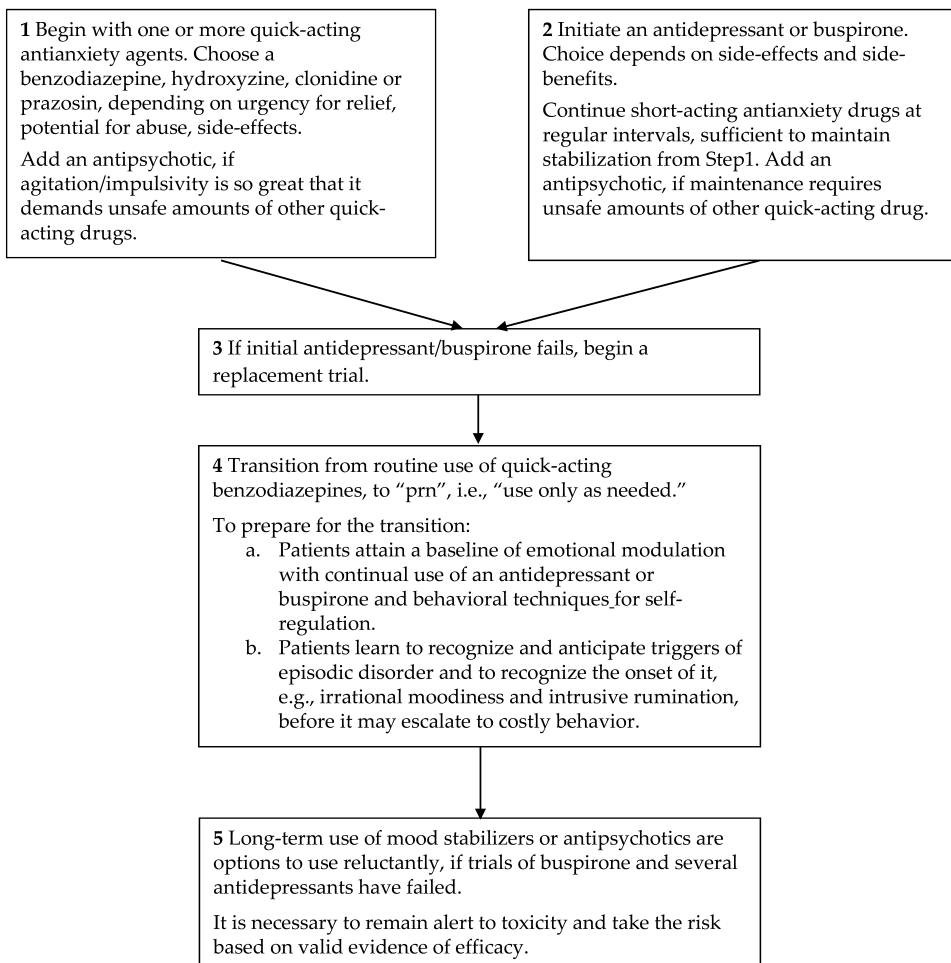 1 Begin with one or more quick-acting
antianxiety agents. Choose a
benzodiazepine, hydroxyzine, clonidine or
prazosin, depending on urgency for relief,
potential for abuse, side-effects.
Add an antipsychotic, if
agitation/impulsivity is so great that it
demands unsafe amounts of other quick-
acting drugs.
2 Initiate an antidepressant or buspirone.
Choice depends on side-effects and side-
benefits.
Continue short-acting antianxiety drugs at
regular intervals, sufficient to maintain
stabilization from Step1. Add an
antipsychotic, if maintenance requires
unsafe amounts of other quick-acting drug.
3 If initial antidepressant/buspirone fails, begin a
replacement trial.
4 Transition from routine use of quick-acting
benzodiazepines, to “prn”, i.e., “use only as needed.”
To prepare for the transition:
a. Patients attain a baseline of emotional modulation
with continual use of an antidepressant or
buspirone and behavioral techniques for self-
regulation.
b. Patients learn to recognize and anticipate triggers of
episodic disorder and to recognize the onset of it,
e.g., irrational moodiness and intrusive rumination,
before it may escalate to costly behavior.
5 Long-term use of mood stabilizers or antipsychotics are
options to use reluctantly, if trials of buspirone and several
antidepressants have failed.
It is necessary to remain alert to toxicity and take the risk
based on valid evidence of efficacy.